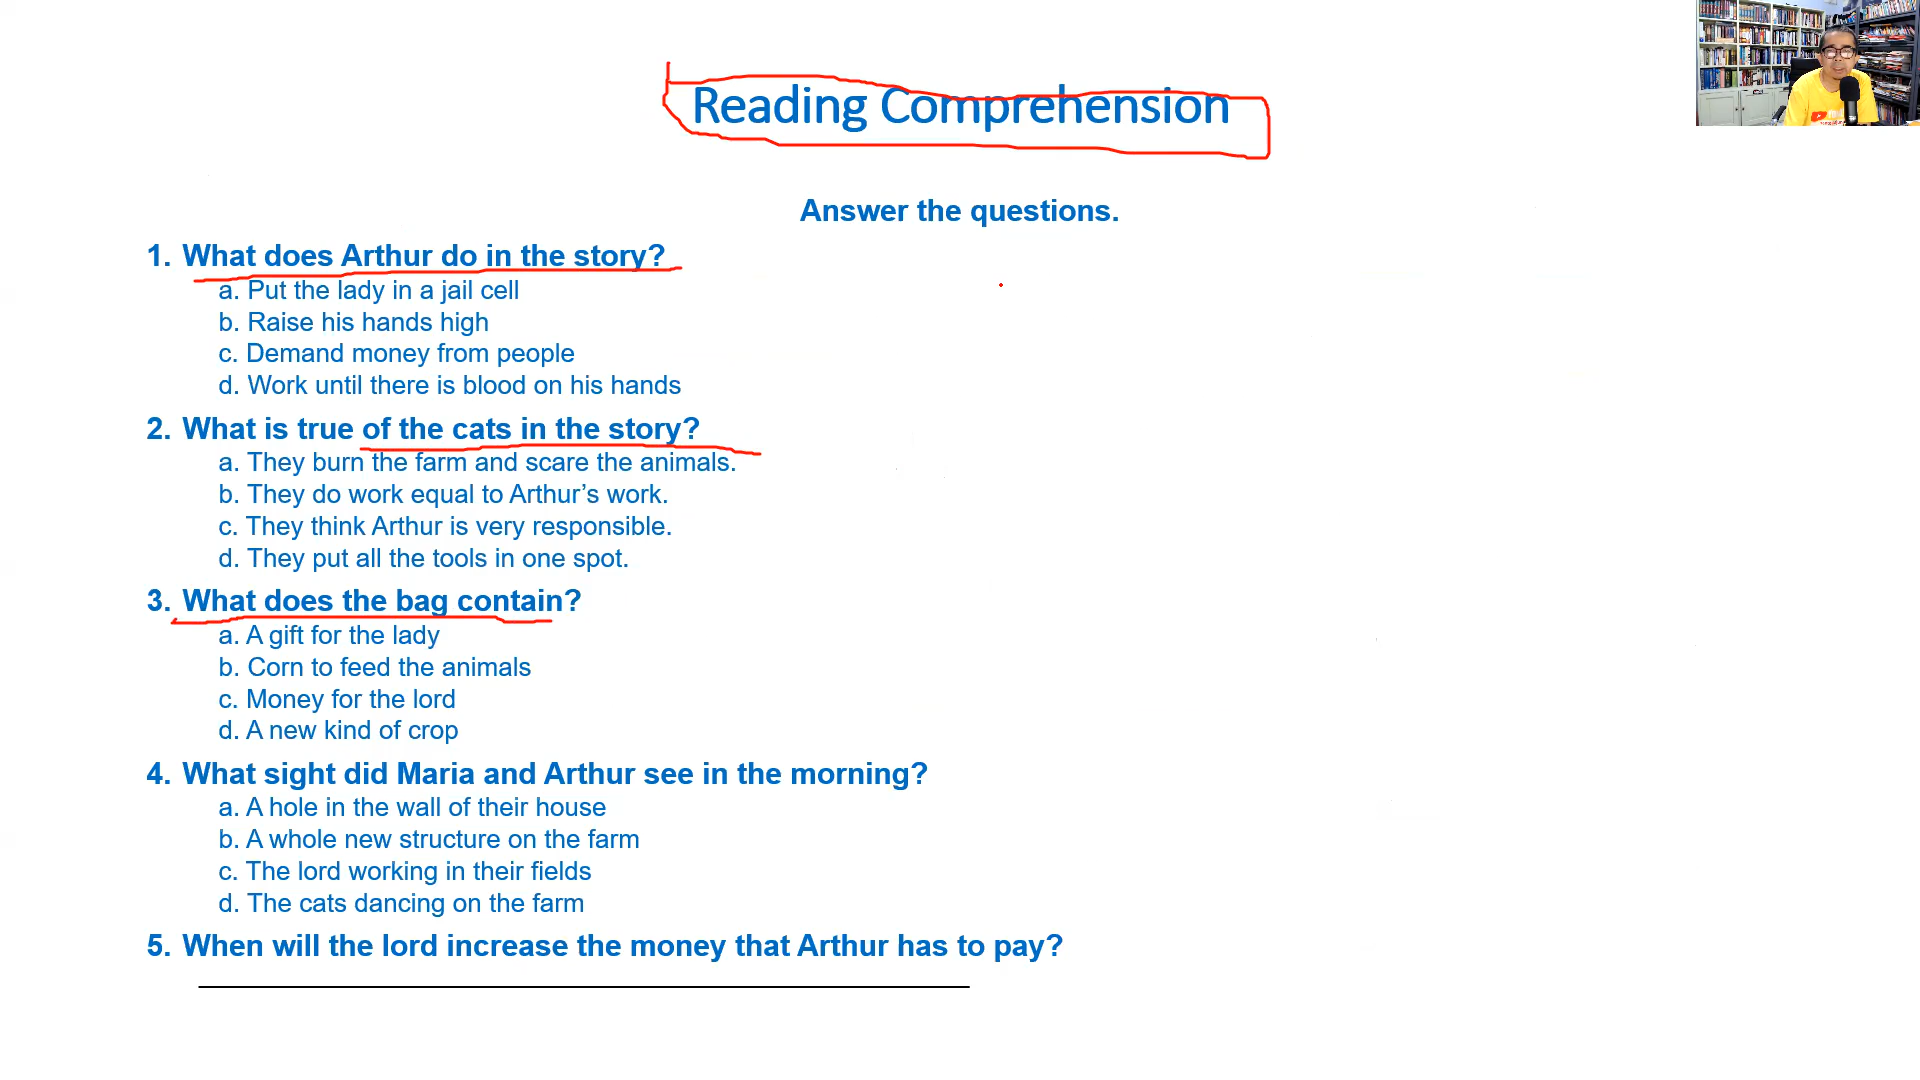 Reading Comprehension
Answer the questions.
1. What does Arthur do in the story?
a. Put the lady in a jail cell
b. Raise his hands high
c. Demand money from people
d. Work until there is blood on his hands
2. What is true of the cats in the story?
a. They burn the farm and scare the animals.
b. They do work equal to Arthur’s work.
c. They think Arthur is very responsible.
d. They put all the tools in one spot.
3. What does the bag contain?
a. A gift for the lady
b. Corn to feed the animals
c. Money for the lord
d. A new kind of crop
4. What sight did Maria and Arthur see in the morning?
a. A hole in the wall of their house
b. A whole new structure on the farm
c. The lord working in their fields
d. The cats dancing on the farm
5. When will the lord increase the money that Arthur has to pay?